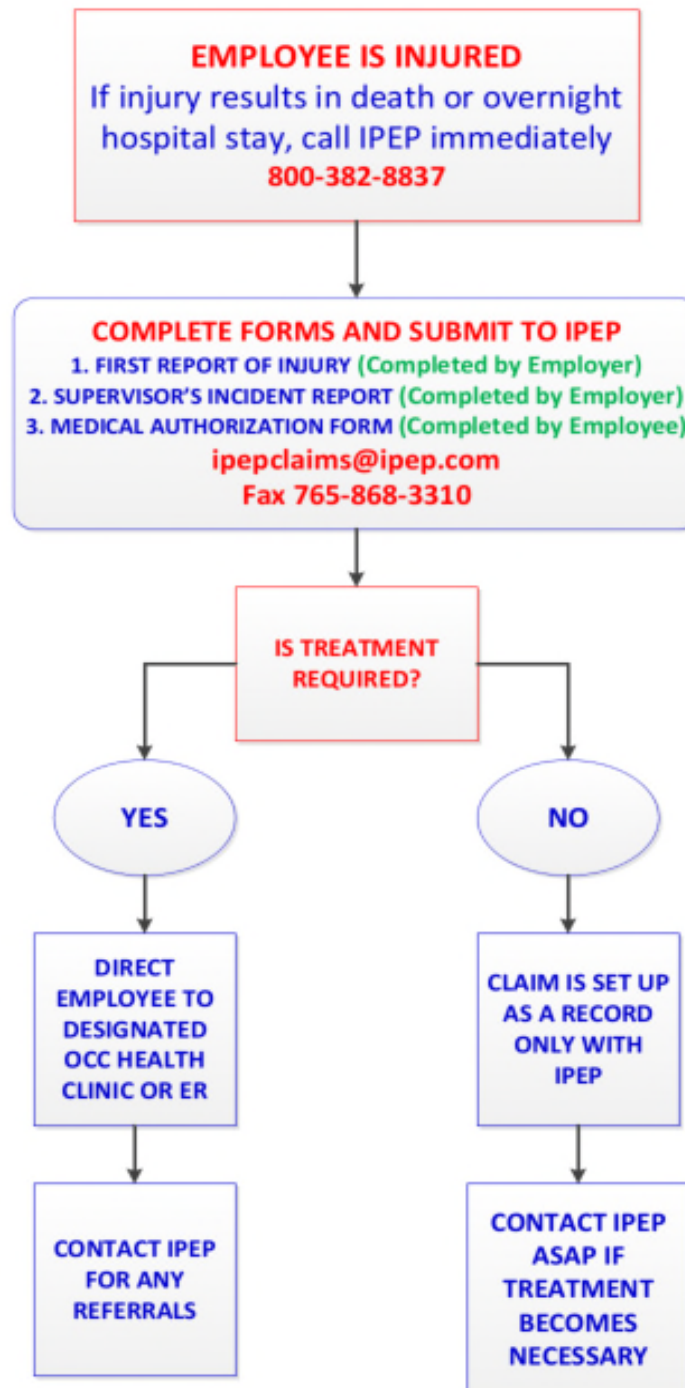 EMPLOYEE IS INJURED
If injury results in death or overnight
hospital stay, call IPEP immediately
800-382-8837
COMPLETE FORMS AND SUBMIT TO IPEP
1. FIRST REPORT OF INJURY (Completed by Employer)
2. SUPERVISOR'S INCIDENT REPORT (Completed by Employer)
3. MEDICAL AUTHORIZATION FORM (Completed by Employee)
ipepclaims@ipep.com
Fax 765-868-3310
IS TREATMENT
REQUIRED?
YES
NO
DIRECT
EMPLOYEE TO
DESIGNATED
OCC HEALTH
CLINIC OR ER
CLAIM IS SET UP
AS A RECORD
ONLY WITH
IPEP
CONTACT IPEP
FOR ANY
REFERRALS
CONTACT IPEP
ASAP IF
TREATMENT
BECOMES
NECESSARY